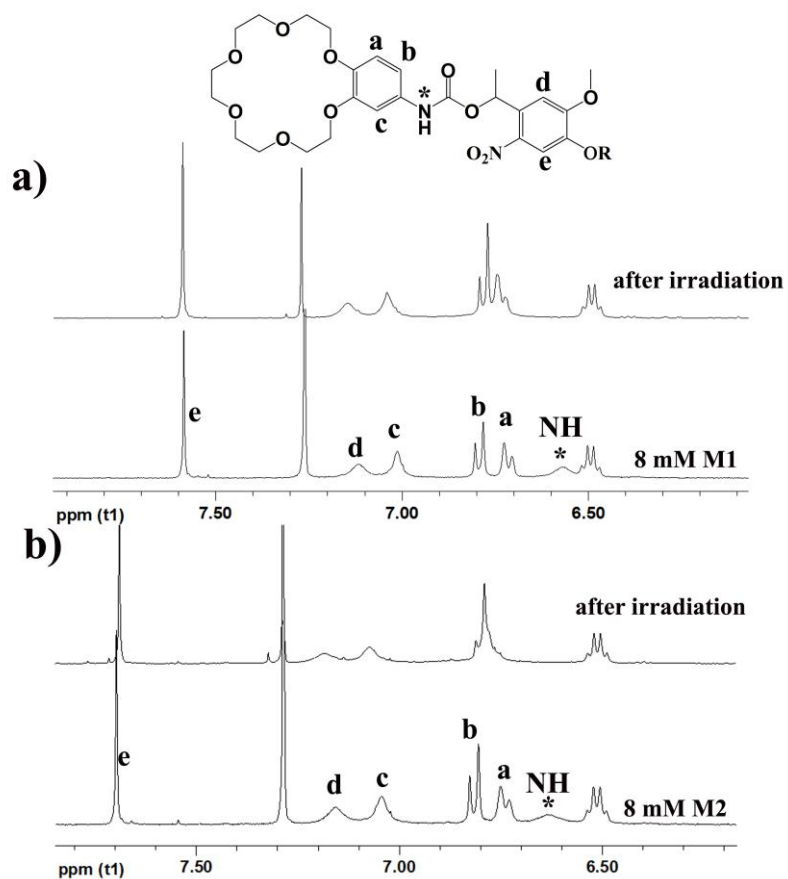 O
O
O
O
O
O
a
b
c
*
N
H
O
O
d
O
O₂N
OR
e
a)
after irradiation
e
d
c
b
a
NH
*
8 mM M1
ppm (t1)
7.50
7.00
6.50
b)
after irradiation
e
d
c
b
a
NH
*
8 mM M2
ppm (t1)
7.50
7.00
6.50